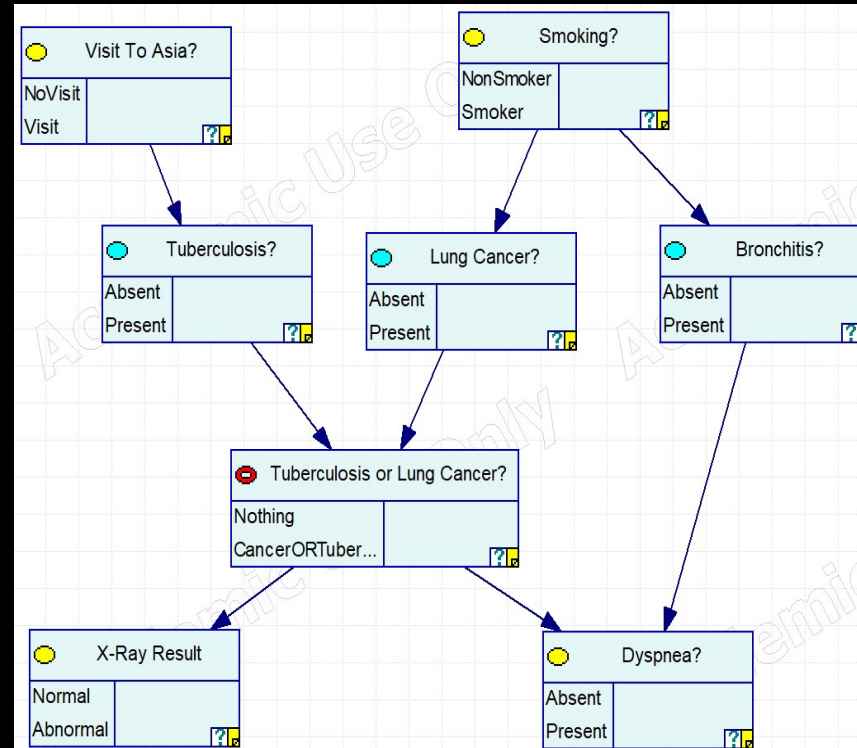 Visit To Asia?
NoVisit
Visit
?
Smoking?
NonSmoker
Smoker
?
Tuberculosis?
Absent
Present
?
Lung Cancer?
Absent
Present
?
Bronchitis?
Absent
Present
?
Tuberculosis or Lung Cancer?
Nothing
CancerORTuber...
?
X-Ray Result
Normal
Abnormal
?
Dyspnea?
Absent
Present
?